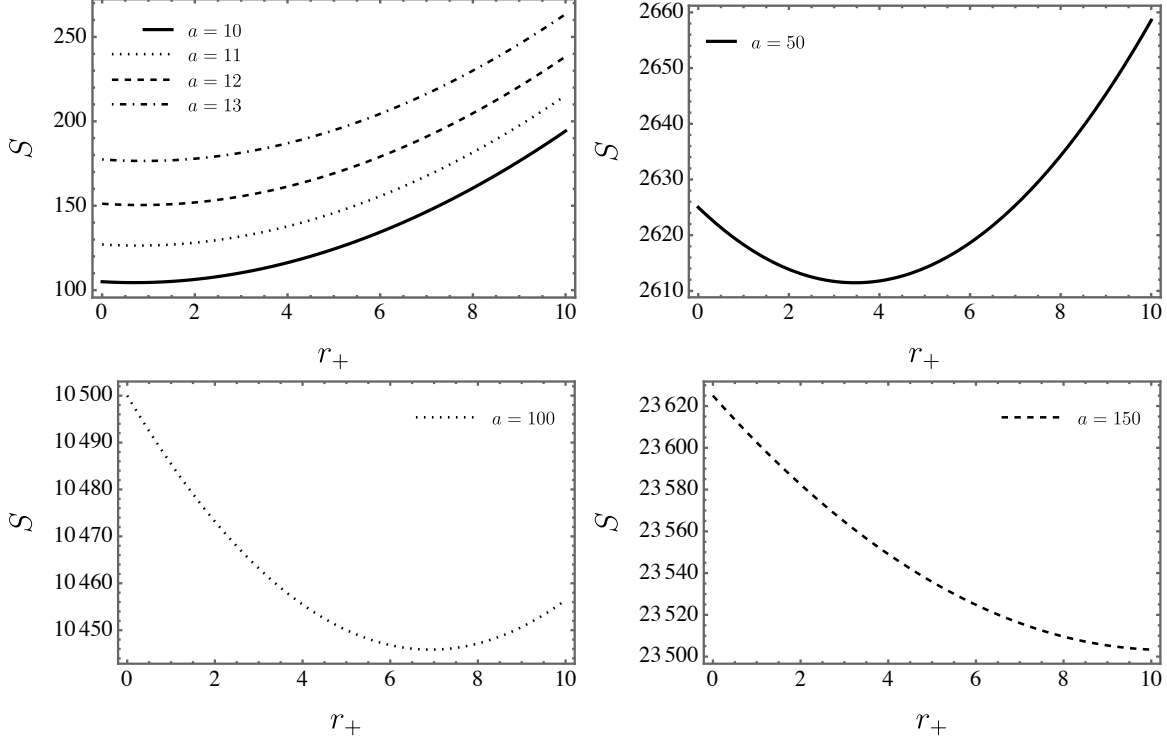 a = 10
a = 11
a = 12
a = 13
250
200
150
100
S
0 2 4 6 8 10
r+
a = 50
2660
2650
2640
2630
2620
2610
S
0 2 4 6 8 10
r+
a = 100
10 500
10 490
10 480
10 470
10 460
10 450
S
0 2 4 6 8 10
r+
a = 150
23 620
23 600
23 580
23 560
23 540
23 520
23 500
S
0 2 4 6 8 10
r+